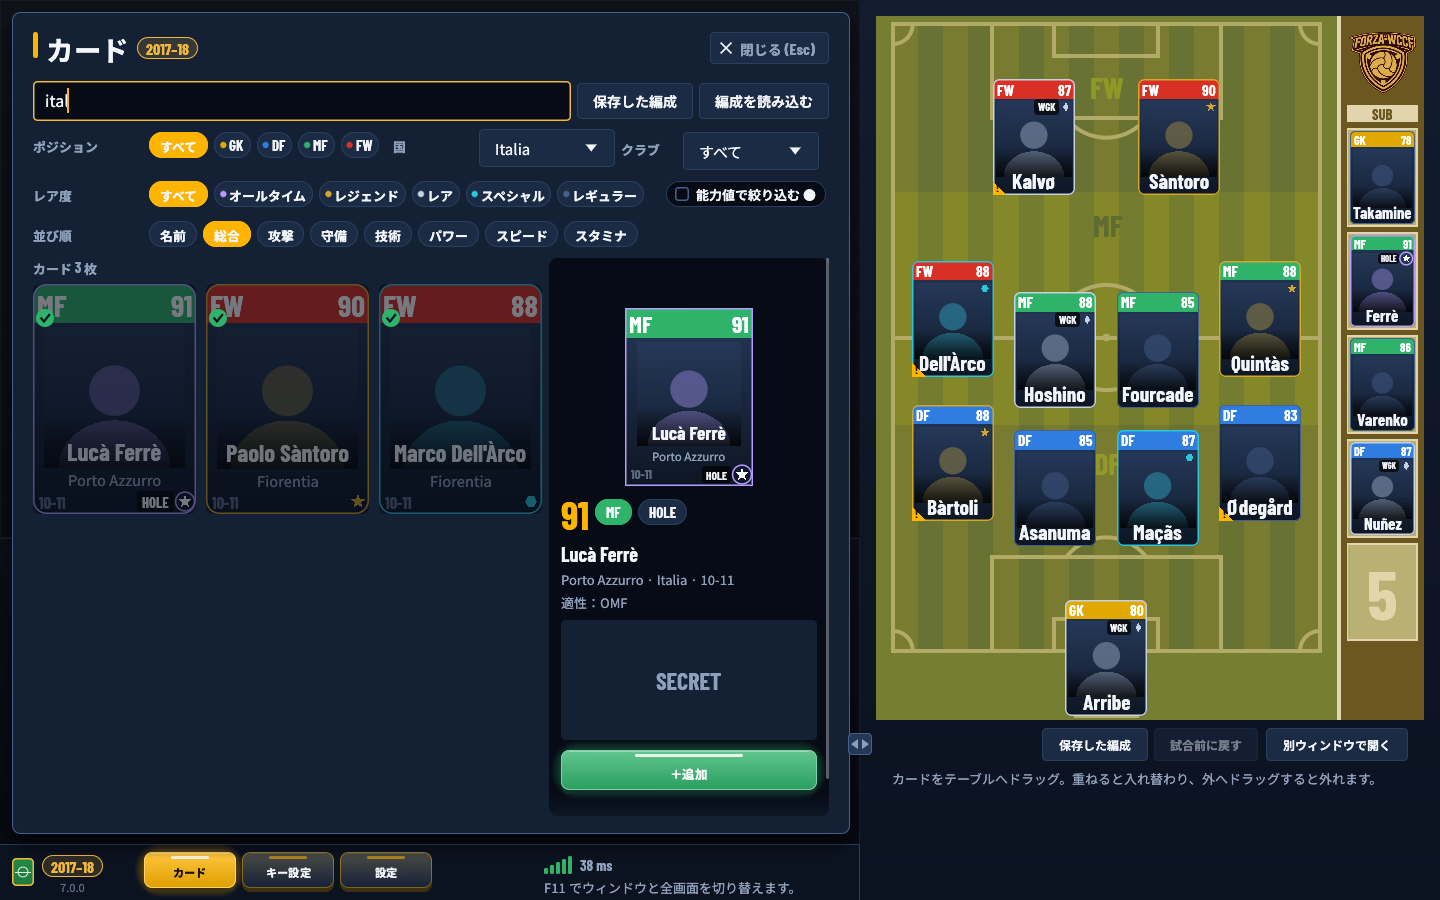 カード 2017-18
× 閉じる (Esc)
ital
保存した編成
編成を読み込む
ポジション すべて GK DF MF FW 国 Italia クラブ すべて
レア度 すべて オールタイム レジェンド レア スペシャル レギュラー 能力値で絞り込む
並び順 名前 総合 攻撃 守備 技術 パワー スピード スタミナ
カード 3 枚
MF 91
Lucà Ferrè
Porto Azzurro
10-11 HOLE
FW 90
Paolo Sàntoro
Fiorentia
10-11
FW 88
Marco Dell'Àrco
Fiorentia
10-11
MF 91
Lucà Ferrè
Porto Azzurro
10-11 HOLE
91 MF HOLE
Lucà Ferrè
Porto Azzurro · Italia · 10-11
適性：OMF
SECRET
＋追加
2017-18
7.0.0
カード
キー設定
設定
38 ms
F11 でウィンドウと全画面を切り替えます。
FW
MF
DF
FW 87
WGK
Kalvø
FW 90
Sàntoro
FW 88
Dell'Àrco
MF 88
WGK
Hoshino
MF 85
Fourcade
MF 88
Quintàs
DF 88
Bàrtoli
DF 85
Asanuma
DF 87
Maçãs
DF 83
Ødegård
GK 80
WGK
Arribe
FORZA-WCCF
SUB
GK 78
Takamine
MF 91
HOLE
Ferrè
MF 86
Varenko
DF 87
WGK
Nuñez
5
保存した編成
試合前に戻す
別ウィンドウで開く
カードをテーブルへドラッグ。重ねると入れ替わり、外へドラッグすると外れます。